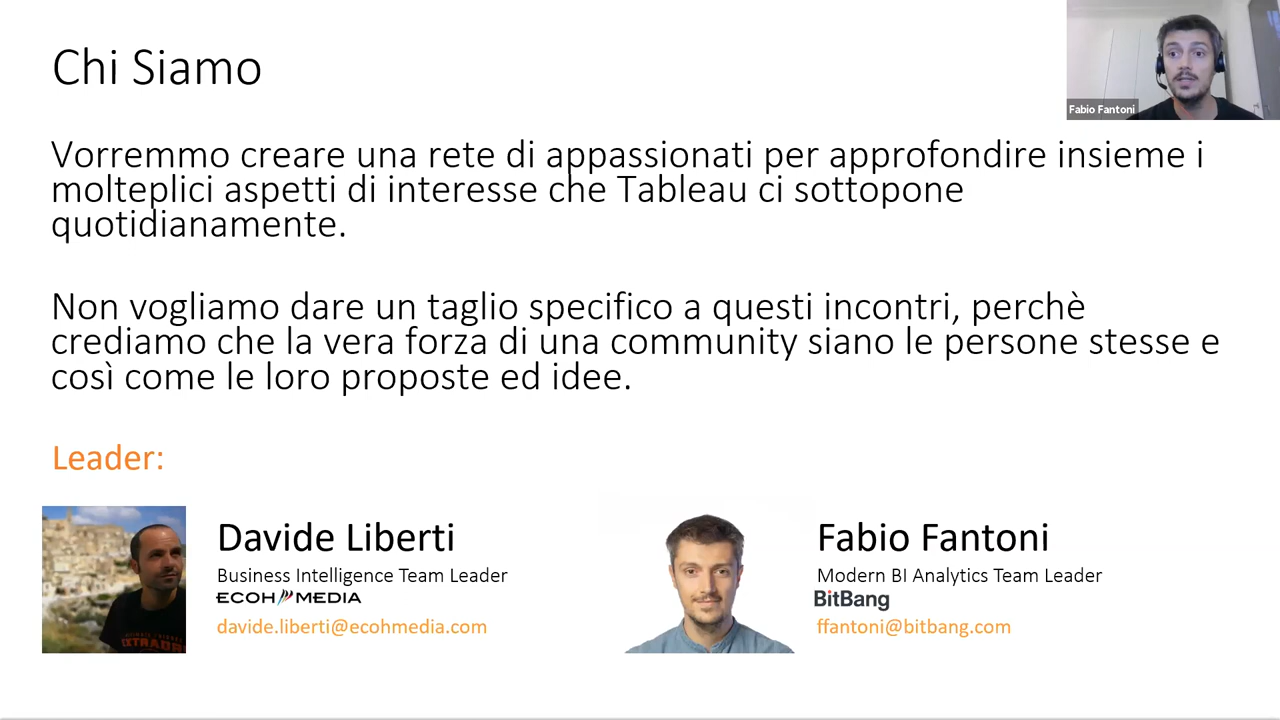 Chi Siamo
Fabio Fantoni
Vorremmo creare una rete di appassionati per approfondire insieme i
molteplici aspetti di interesse che Tableau ci sottopone
quotidianamente.
Non vogliamo dare un taglio specifico a questi incontri, perchè
crediamo che la vera forza di una community siano le persone stesse e
così come le loro proposte ed idee.
Leader:
Davide Liberti
Business Intelligence Team Leader
ECOHMEDIA
davide.liberti@ecohmedia.com
Fabio Fantoni
Modern BI Analytics Team Leader
BitBang
ffantoni@bitbang.com